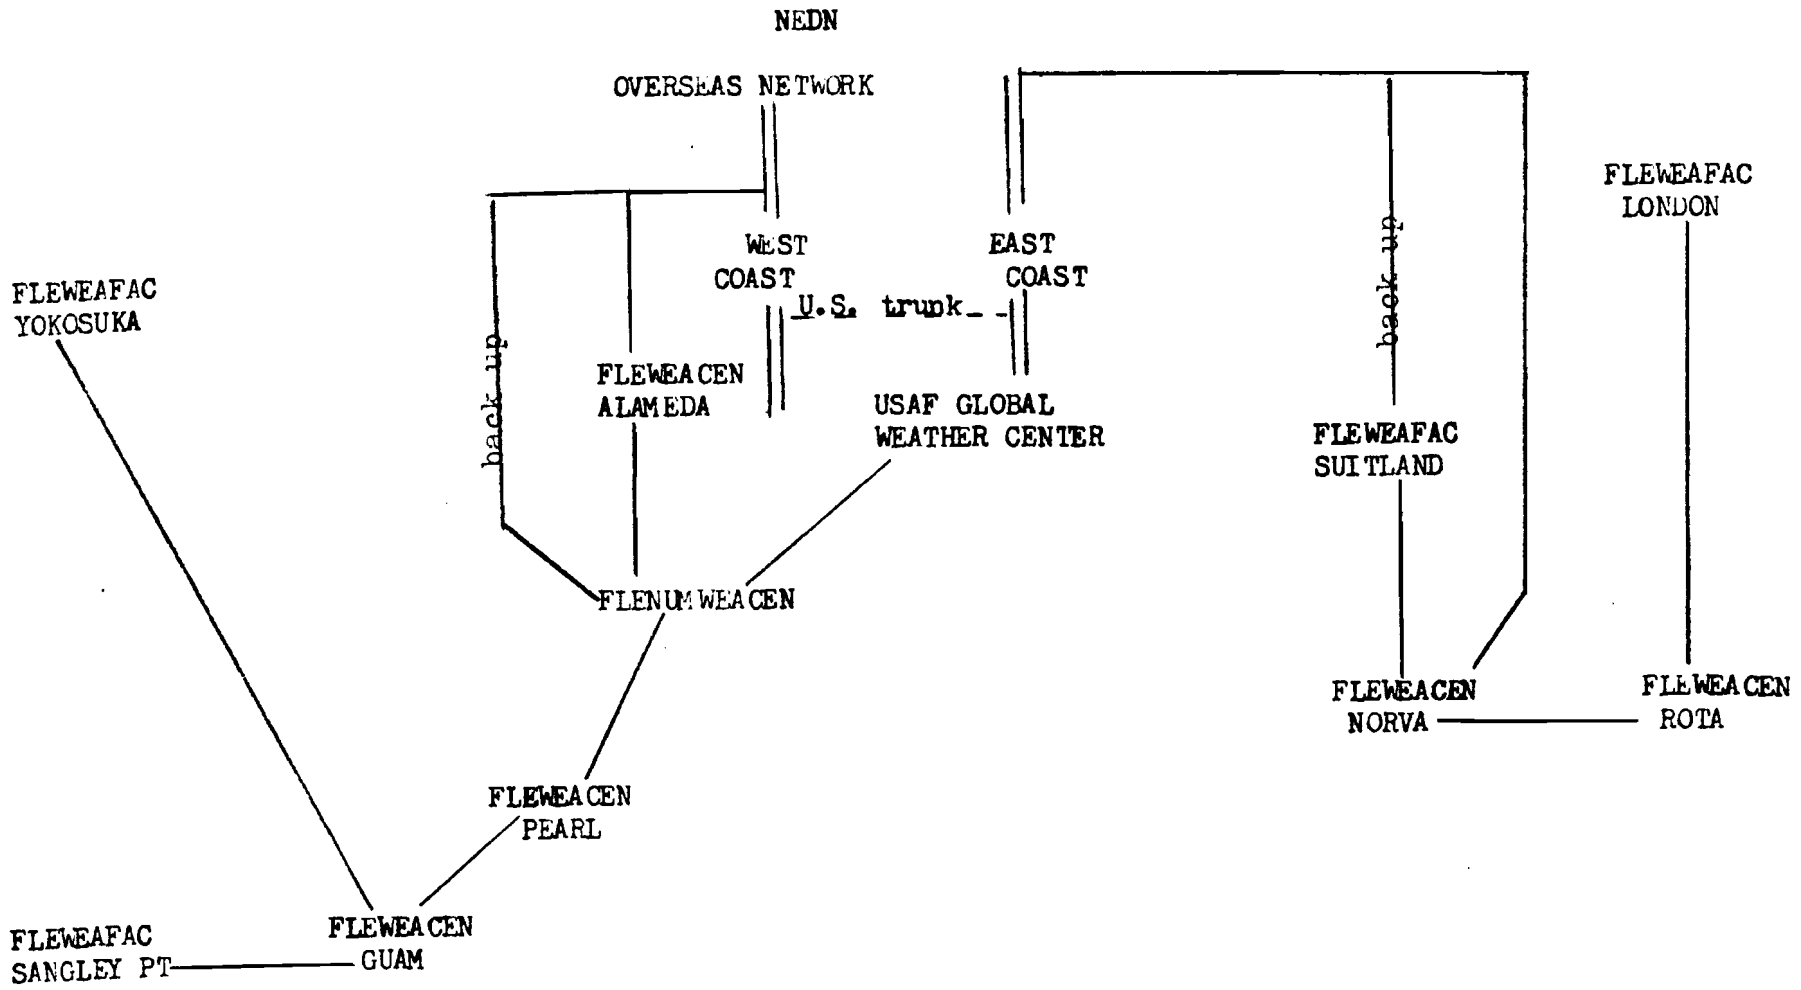 NEDN
OVERSEAS NETWORK
FLEWEAFAC
LONDON
WEST
COAST
EAST
COAST
U.S. trunk
FLEWEAFAC
YOKOSUKA
back up
FLEWEACEN
ALAMEDA
USAF GLOBAL
WEATHER CENTER
back up
FLEWEAFAC
SUITLAND
FLENUMWEACEN
FLEWEACEN
NORVA
FLEWEACEN
ROTA
FLEWEACEN
PEARL
FLEWEACEN
GUAM
FLEWEAFAC
SANGLEY PT